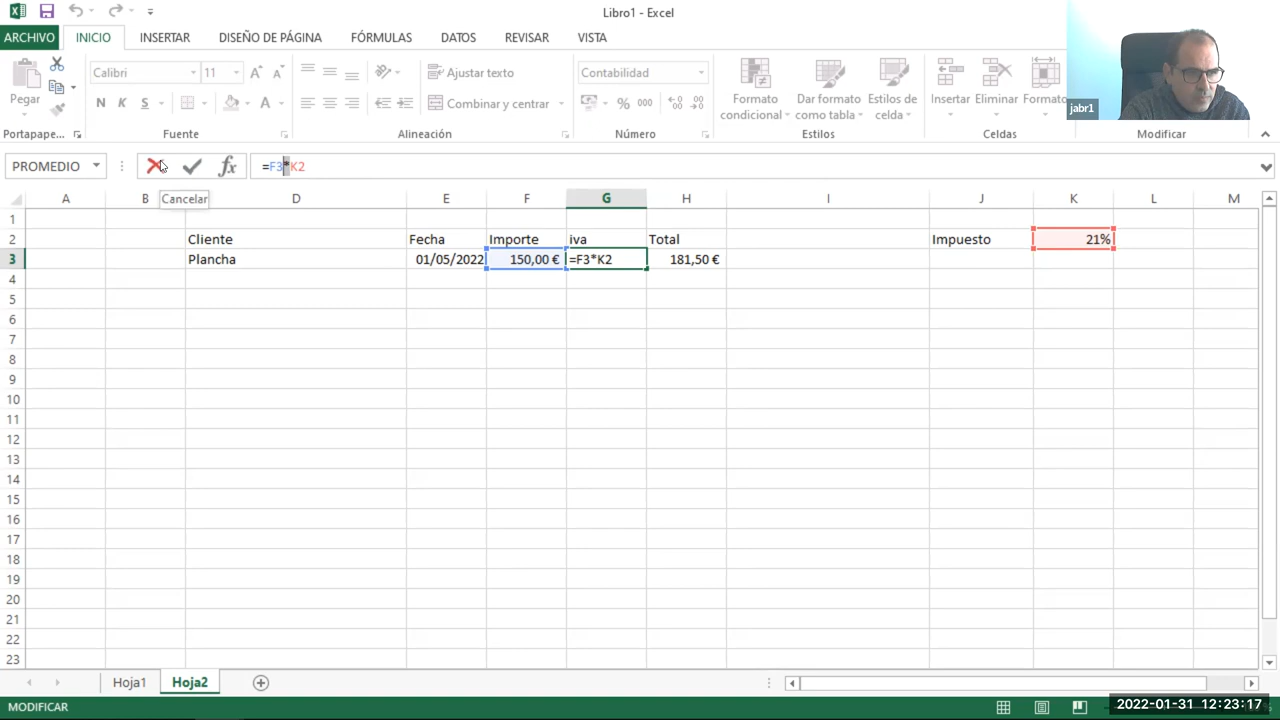 Libro1 - Excel
ARCHIVO INICIO INSERTAR DISEÑO DE PÁGINA FÓRMULAS DATOS REVISAR VISTA
Calibri 11 Ajustar texto Contabilidad
Pegar N K S Combinar y centrar % 000 Formato condicional Dar formato como tabla Estilos de celda Insertar Eliminar Formato
jabr1
Portapape... Fuente Alineación Número Estilos Celdas Modificar
PROMEDIO fx =F3*K2
Cancelar
A B D E F G H I J K L M
1
2 Cliente Fecha Importe iva Total Impuesto 21%
3 Plancha 01/05/2022 150,00 € =F3*K2 181,50 €
4
5
6
7
8
9
10
11
12
13
14
15
16
17
18
19
20
21
22
23
Hoja1 Hoja2
MODIFICAR 2022-01-31 12:23:17